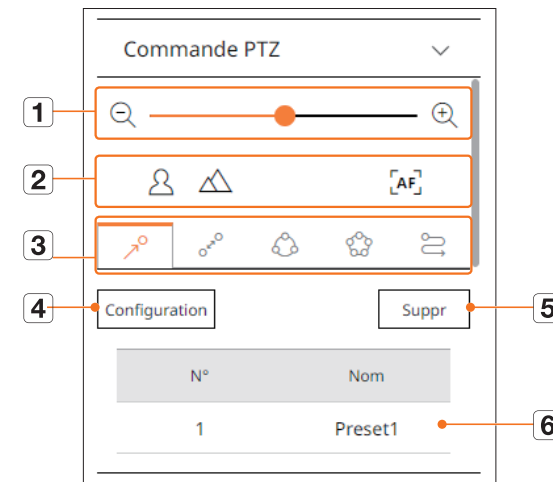 Commande PTZ
1
2
AF
3
4
Configuration
Suppr
5
N° Nom
1 Preset1
6